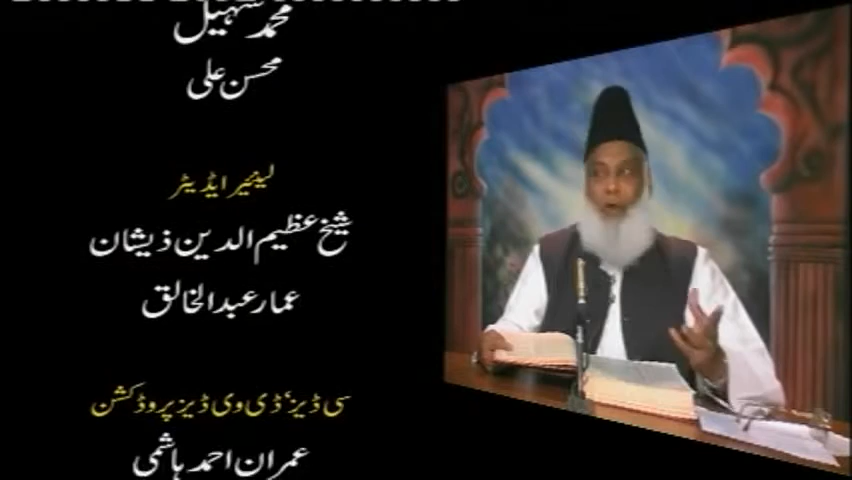 محمد سہیل
محسن علی
لینئیر ایڈیٹر
شیخ عظیم الدین ذیشان
عمار عبدالخالق
سی ڈیز، ڈی وی ڈیز پروڈکشن
عمران احمد ہاشمی